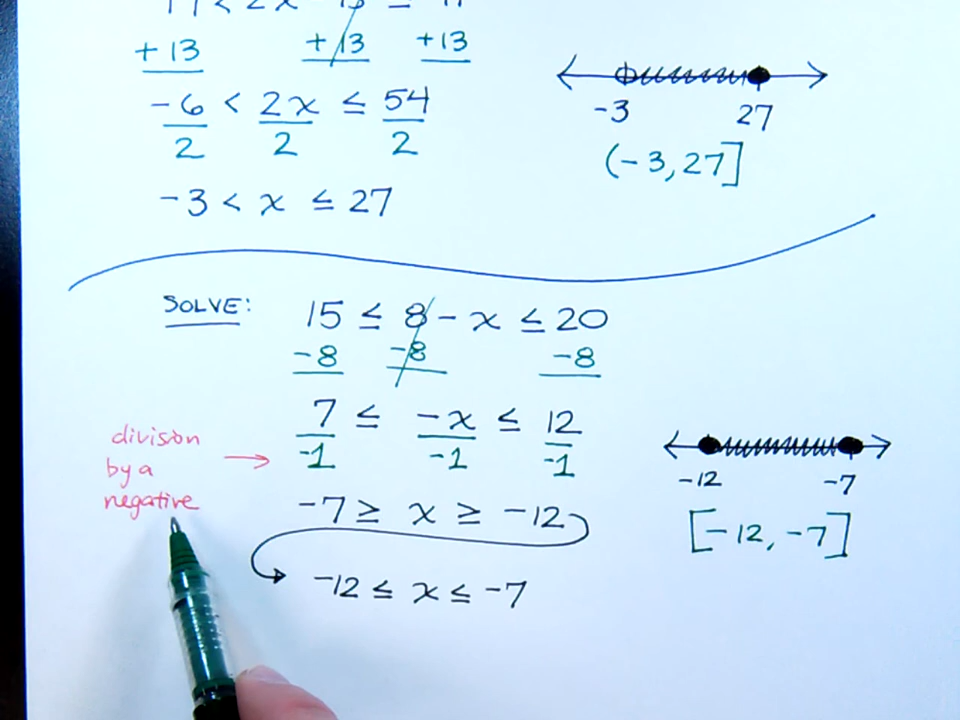 +13 +13 +13
-6 < 2x ≤ 54
2 2 2
-3 < x ≤ 27
-3 27
(-3, 27]
SOLVE: 15 ≤ 8 - x ≤ 20
-8 -8 -8
7 ≤ -x ≤ 12
-1 -1 -1
division
by a
negative
-7 ≥ x ≥ -12
-12 ≤ x ≤ -7
-12 -7
[-12, -7]